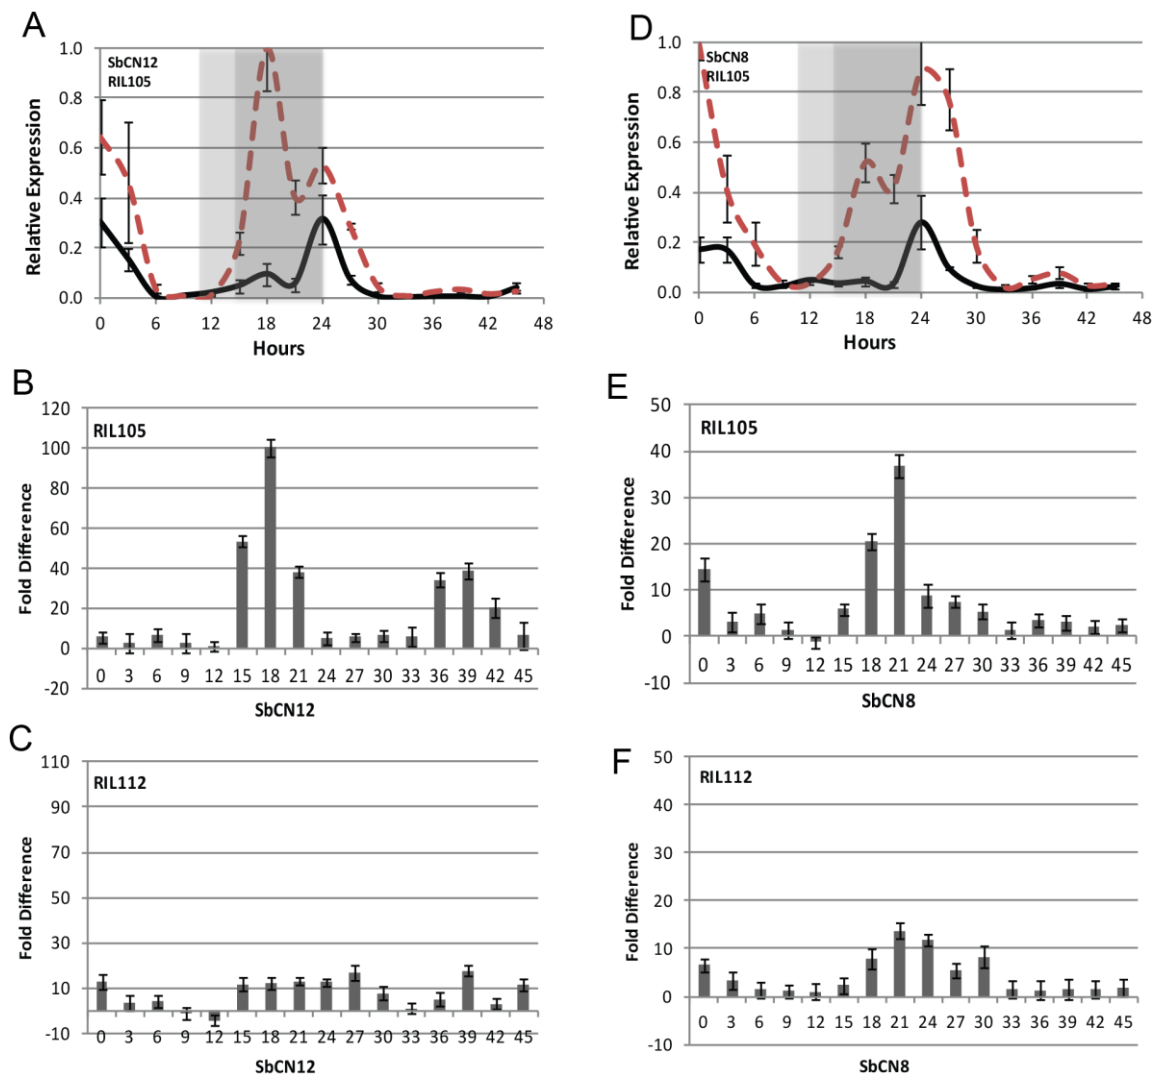 A
SbCN12
RIL105
Relative Expression
1.0
0.8
0.6
0.4
0.2
0.0
0 6 12 18 24 30 36 42 48
Hours
D
SbCN8
RIL105
Relative Expression
1.0
0.8
0.6
0.4
0.2
0.0
0 6 12 18 24 30 36 42 48
Hours
B
RIL105
Fold Difference
120
100
80
60
40
20
0
-20
0 3 6 9 12 15 18 21 24 27 30 33 36 39 42 45
SbCN12
E
RIL105
Fold Difference
50
40
30
20
10
0
-10
0 3 6 9 12 15 18 21 24 27 30 33 36 39 42 45
SbCN8
C
RIL112
Fold Difference
110
90
70
50
30
10
-10
0 3 6 9 12 15 18 21 24 27 30 33 36 39 42 45
SbCN12
F
RIL112
Fold Difference
50
40
30
20
10
0
-10
0 3 6 9 12 15 18 21 24 27 30 33 36 39 42 45
SbCN8